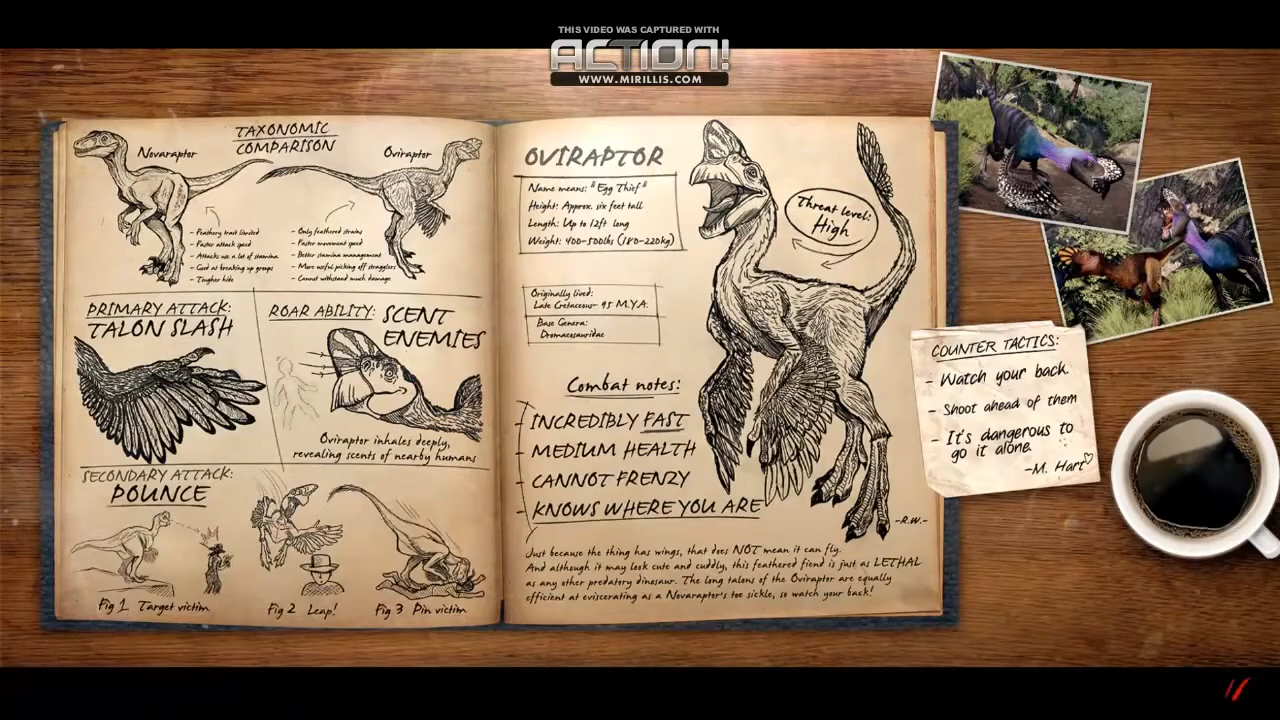 THIS VIDEO WAS CAPTURED WITH
ACTION!
WWW.MIRILLIS.COM
TAXONOMIC
COMPARISON
Novaraptor
Oviraptor
- Feathery trait limited
- Faster attack speed
- Attacks use a lot of stamina
- Good at breaking up groups
- Tougher bite
- Only feathered strains
- Faster movement speed
- Better stamina management
- More useful picking off stragglers
- Cannot withstand much damage
PRIMARY ATTACK:
TALON SLASH
ROAR ABILITY: SCENT
ENEMIES
Oviraptor inhales deeply,
revealing scents of nearby humans
SECONDARY ATTACK:
POUNCE
Fig 1 Target victim
Fig 2 Leap!
Fig 3 Pin victim
OVIRAPTOR
Name means: "Egg Thief"
Height: Approx. six feet tall
Length: Up to 12ft long
Weight: 400-500lbs (180-220kg)
Threat level:
High
Originally lived:
Late Cretaceous- 95 M.Y.A.
Base Genera:
Dromaeosauridae
Combat notes:
- INCREDIBLY FAST
- MEDIUM HEALTH
- CANNOT FRENZY
- KNOWS WHERE YOU ARE
-R.W.-
Just because the thing has wings, that does NOT mean it can fly.
And although it may look cute and cuddly, this feathered fiend is just as LETHAL
as any other predatory dinosaur. The long talons of the Oviraptor are equally
efficient at eviscerating as a Novaraptor's toe sickle, so watch your back!
COUNTER TACTICS:
- Watch your back.
- Shoot ahead of them
- It's dangerous to
go it alone.
-M. Hart♡